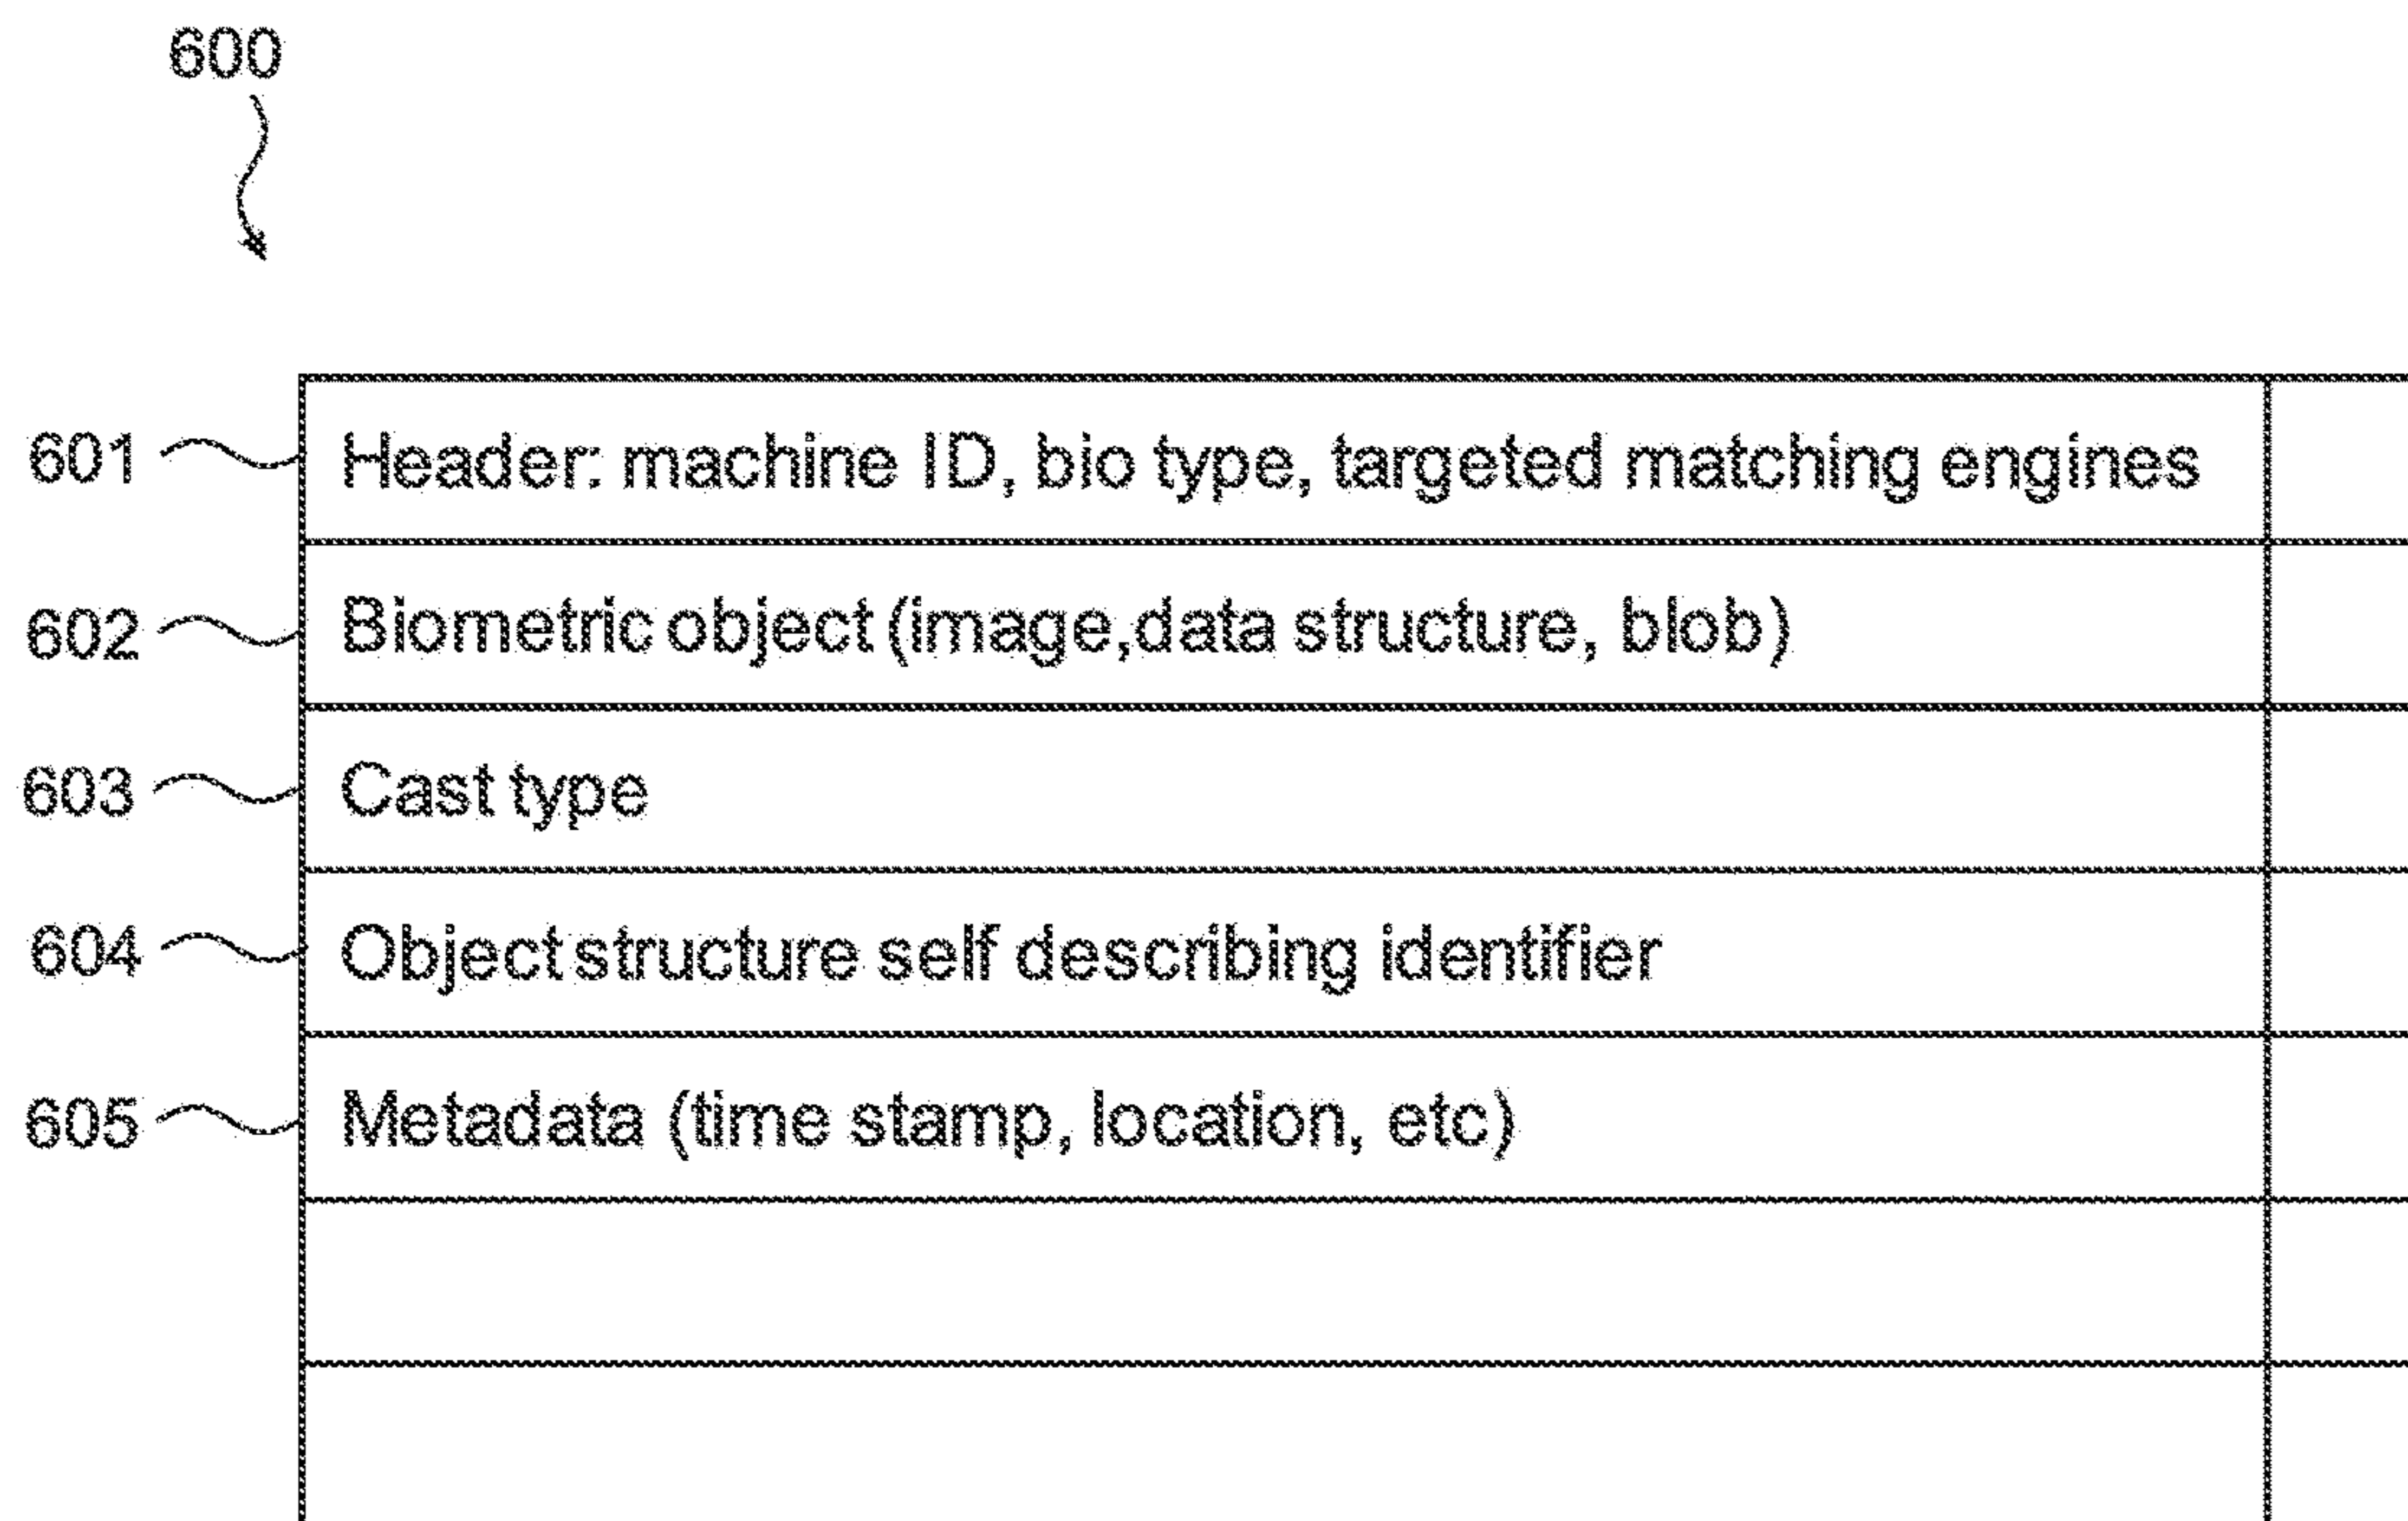 600
601 Header: machine ID, bio type, targeted matching engines
602 Biometric object (image,data structure, blob)
603 Cast type
604 Object structure self describing identifier
605 Metadata (time stamp, location, etc)